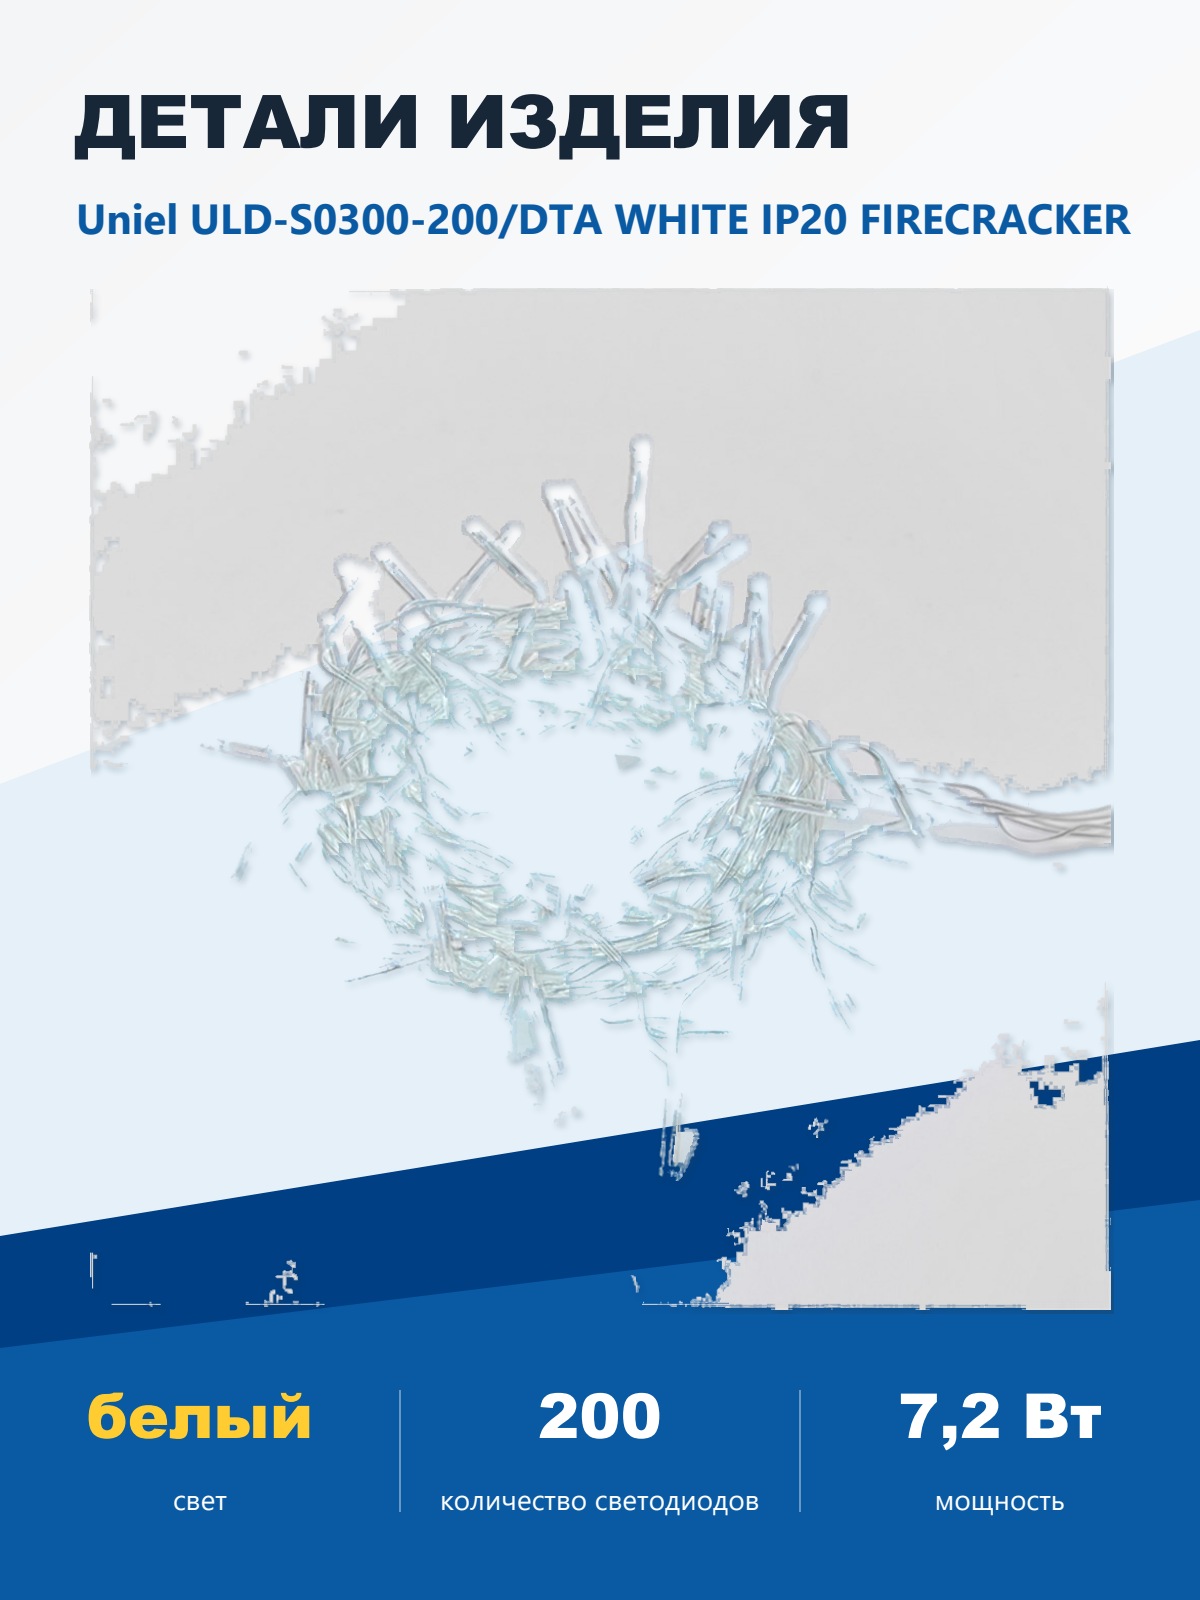 ДЕТАЛИ ИЗДЕЛИЯ
Uniel ULD-S0300-200/DTA WHITE IP20 FIRECRACKER
белый
200
7,2 Вт
свет
количество светодиодов
мощность